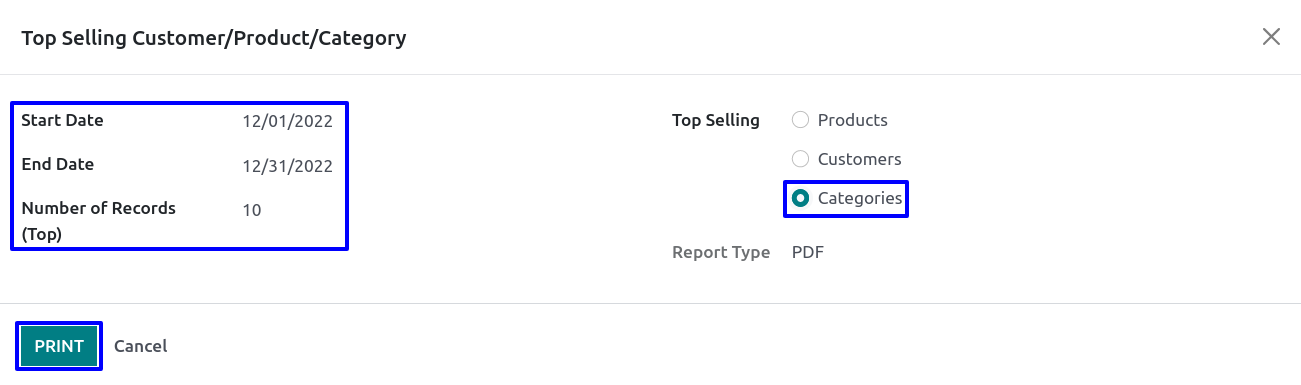 Top Selling Customer/Product/Category
Start Date 12/01/2022
End Date 12/31/2022
Number of Records (Top) 10
Top Selling
Products
Customers
Categories
Report Type PDF
PRINT Cancel